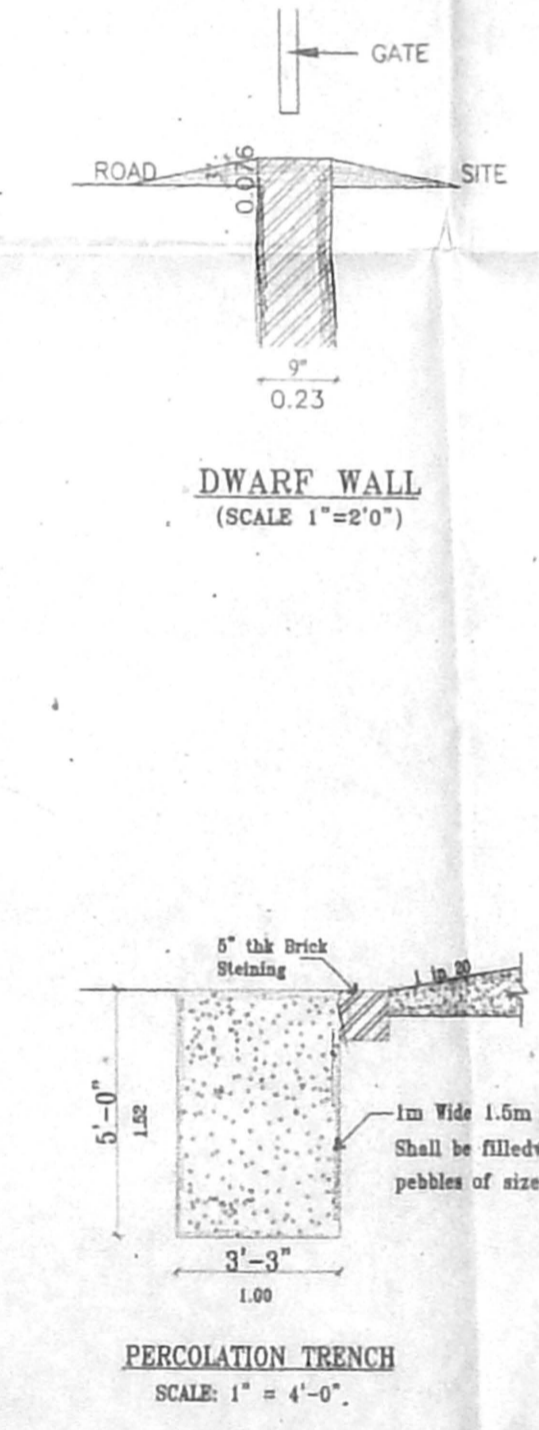 GATE
ROAD
3"
0.076
SITE
9"
0.23
DWARF WALL
(SCALE 1"=2'0")
5" thk Brick
Steining
1 in 20
5'-0"
1.52
1m Wide 1.5m
Shall be filled
pebbles of size
3'-3"
1.00
PERCOLATION TRENCH
SCALE: 1" = 4'-0".